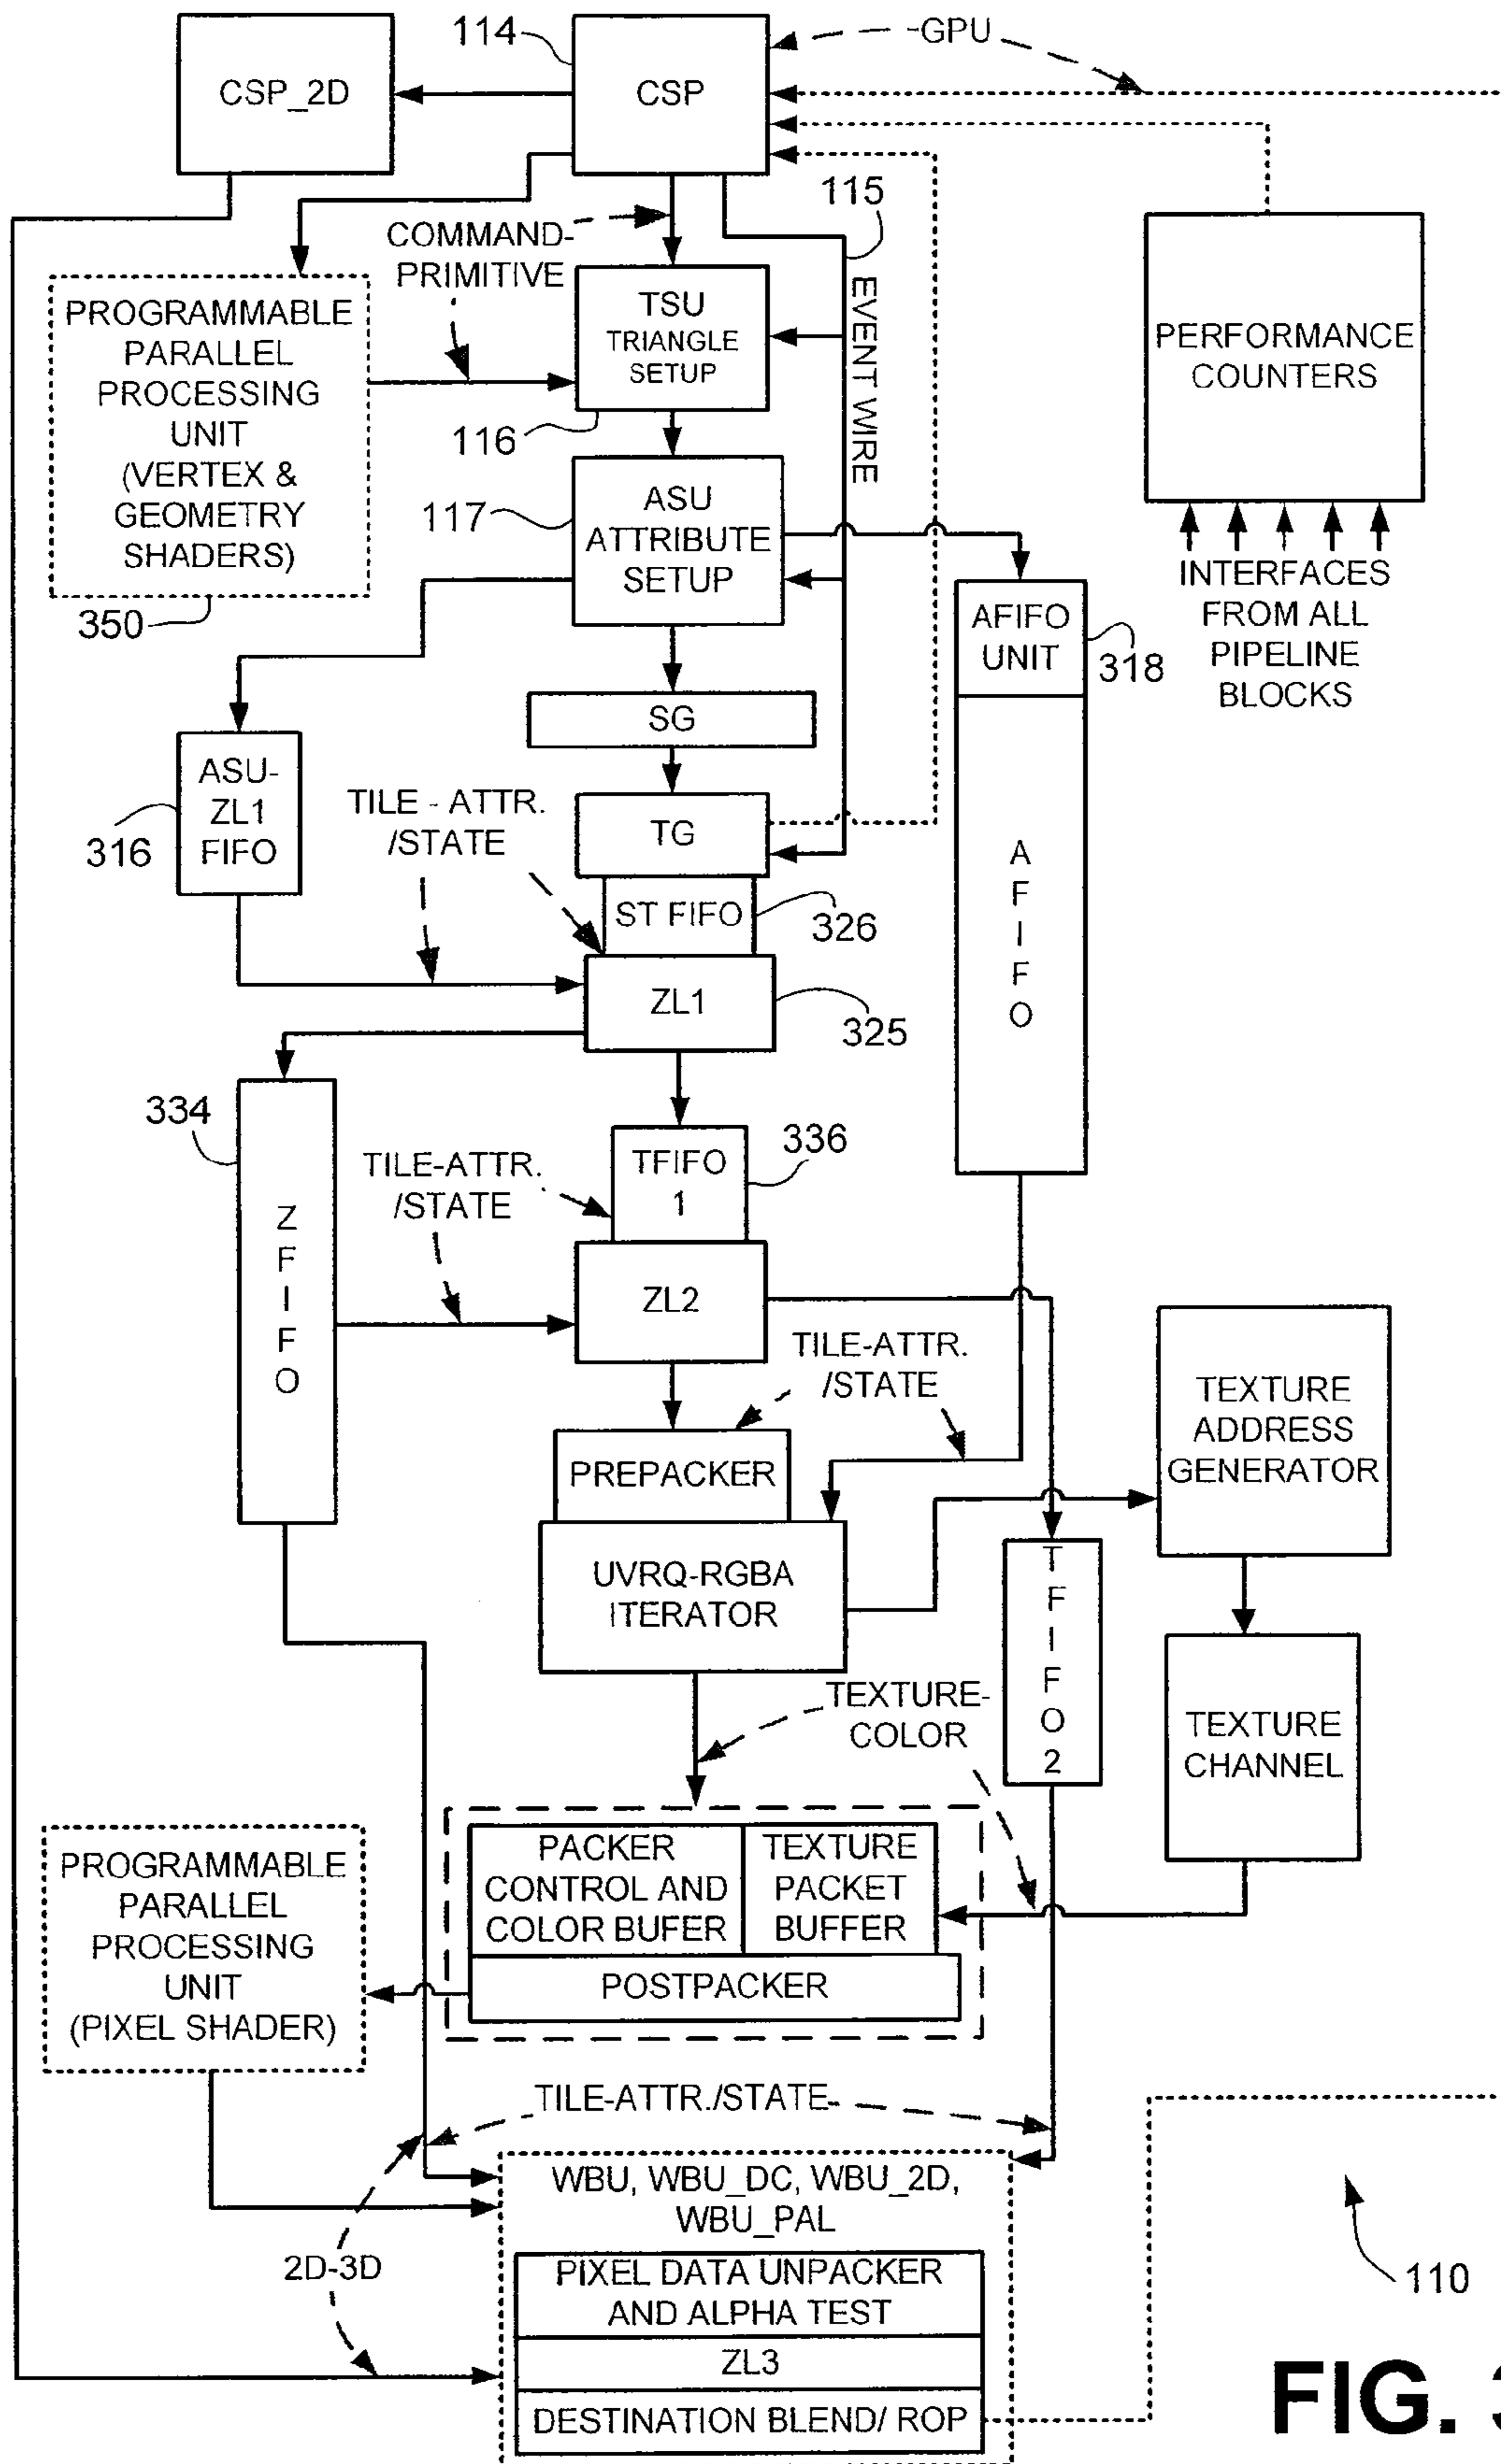 114
CSP_2D
CSP
GPU
115
COMMAND-
PRIMITIVE
EVENT WIRE
PROGRAMMABLE
PARALLEL
PROCESSING
UNIT
(VERTEX &
GEOMETRY
SHADERS)
350
TSU
TRIANGLE
SETUP
116
PERFORMANCE
COUNTERS
INTERFACES
FROM ALL
PIPELINE
BLOCKS
117
ASU
ATTRIBUTE
SETUP
AFIFO
UNIT
318
AFIFO
SG
ASU-
ZL1
FIFO
316
TILE - ATTR.
/STATE
TG
ST FIFO
326
ZL1
325
334
ZFIFO
TILE-ATTR.
/STATE
TFIFO
1
336
ZL2
TILE-ATTR.
/STATE
PREPACKER
UVRQ-RGBA
ITERATOR
TEXTURE
ADDRESS
GENERATOR
TFIFO2
TEXTURE
CHANNEL
TEXTURE-
COLOR
PACKER
CONTROL AND
COLOR BUFER
TEXTURE
PACKET
BUFFER
POSTPACKER
PROGRAMMABLE
PARALLEL
PROCESSING
UNIT
(PIXEL SHADER)
TILE-ATTR./STATE
2D-3D
WBU, WBU_DC, WBU_2D,
WBU_PAL
PIXEL DATA UNPACKER
AND ALPHA TEST
ZL3
DESTINATION BLEND/ ROP
110
FIG. 3